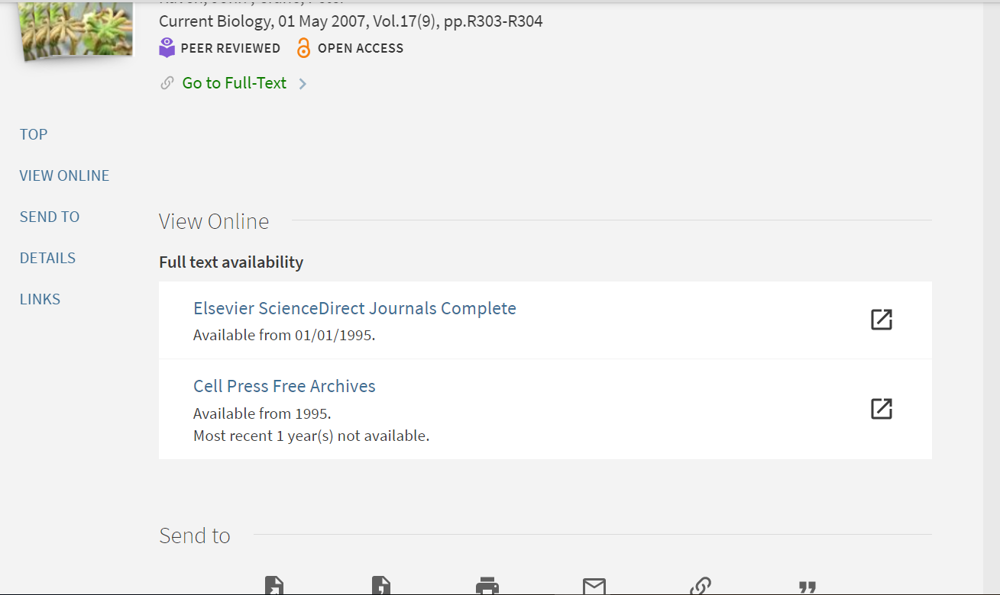 Current Biology, 01 May 2007, Vol.17(9), pp.R303-R304
PEER REVIEWED OPEN ACCESS
Go to Full-Text
TOP
VIEW ONLINE
SEND TO
DETAILS
LINKS
View Online
Full text availability
Elsevier ScienceDirect Journals Complete
Available from 01/01/1995.
Cell Press Free Archives
Available from 1995.
Most recent 1 year(s) not available.
Send to